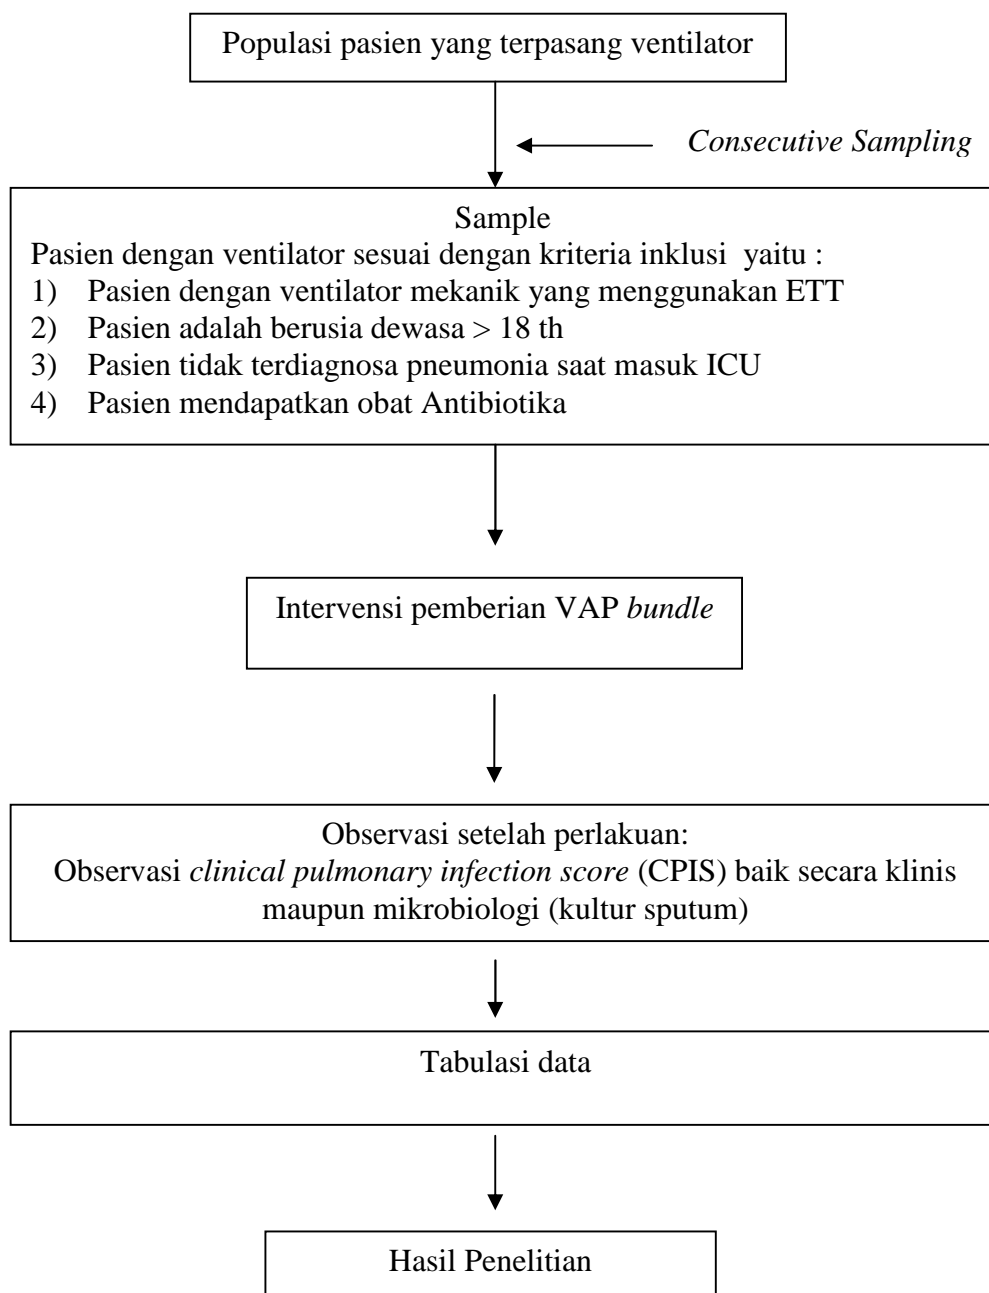 Populasi pasien yang terpasang ventilator
Consecutive Sampling
Sample
Pasien dengan ventilator sesuai dengan kriteria inklusi  yaitu :
1) Pasien dengan ventilator mekanik yang menggunakan ETT
2) Pasien adalah berusia dewasa > 18 th
3) Pasien tidak terdiagnosa pneumonia saat masuk ICU
4) Pasien mendapatkan obat Antibiotika
Intervensi pemberian VAP bundle
Observasi setelah perlakuan:
Observasi clinical pulmonary infection score (CPIS) baik secara klinis
maupun mikrobiologi (kultur sputum)
Tabulasi data
Hasil Penelitian